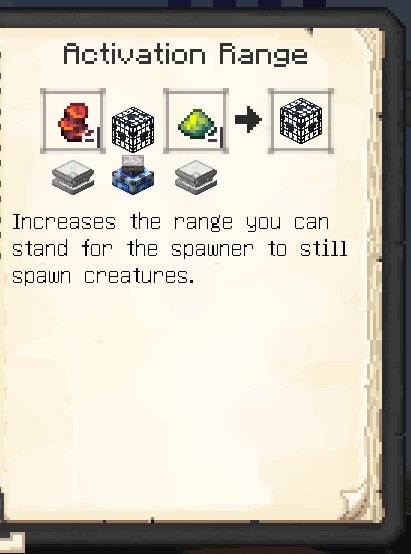 Activation Range
Increases the range you can
stand for the spawner to still
spawn creatures.